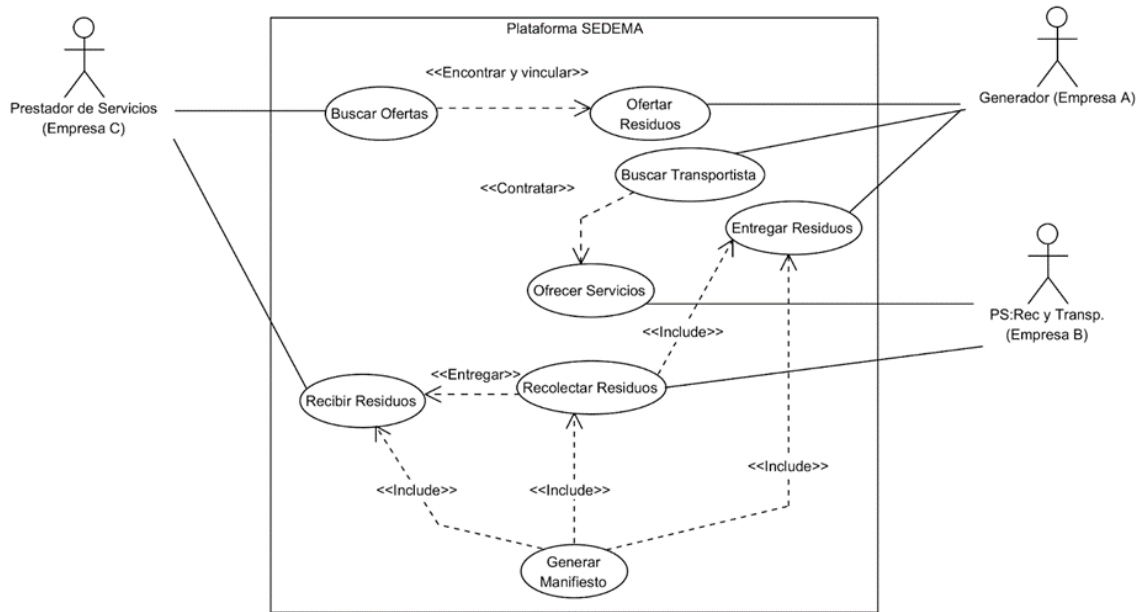 Plataforma SEDEMA
<<Encontrar y vincular>>
Prestador de Servicios
(Empresa C)
Buscar Ofertas
Ofertar
Residuos
Generador (Empresa A)
Buscar Transportista
<<Contratar>>
Entregar Residuos
Ofrecer Servicios
PS:Rec y Transp.
(Empresa B)
<<Include>>
<<Entregar>>
Recolectar Residuos
Recibir Residuos
<<Include>>
<<Include>>
<<Include>>
Generar
Manifiesto